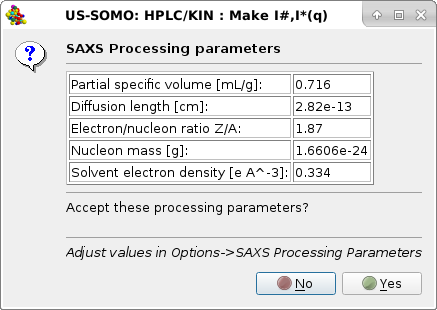 US-SOMO: HPLC/KIN : Make I#,I*(q)
SAXS Processing parameters
Partial specific volume [mL/g]: 0.716
Diffusion length [cm]: 2.82e-13
Electron/nucleon ratio Z/A: 1.87
Nucleon mass [g]: 1.6606e-24
Solvent electron density [e A^-3]: 0.334
Accept these processing parameters?
Adjust values in Options->SAXS Processing Parameters
No Yes